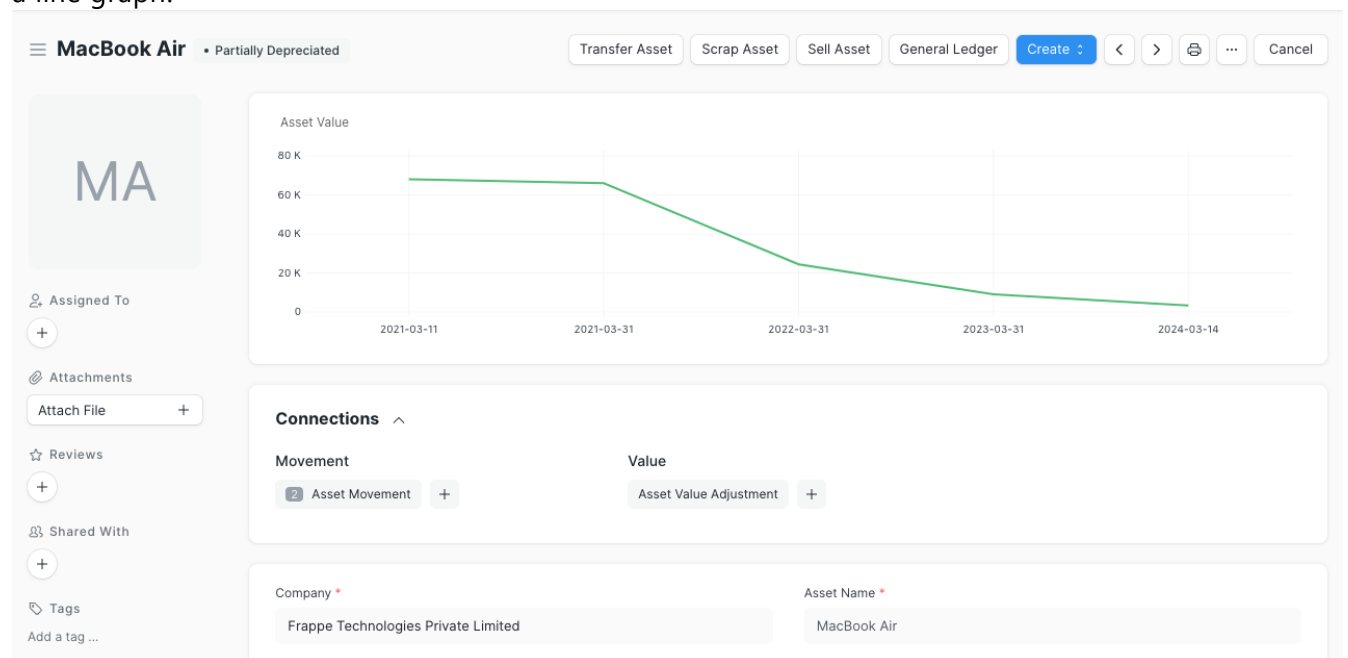 a line graph.
MacBook Air • Partially Depreciated Transfer Asset Scrap Asset Sell Asset General Ledger Create Cancel
MA
Assigned To
Attachments
Attach File
Reviews
Shared With
Tags
Add a tag ...
Asset Value
80 K
60 K
40 K
20 K
0
2021-03-11 2021-03-31 2022-03-31 2023-03-31 2024-03-14
Connections
Movement Value
2 Asset Movement + Asset Value Adjustment +
Company * Asset Name *
Frappe Technologies Private Limited MacBook Air